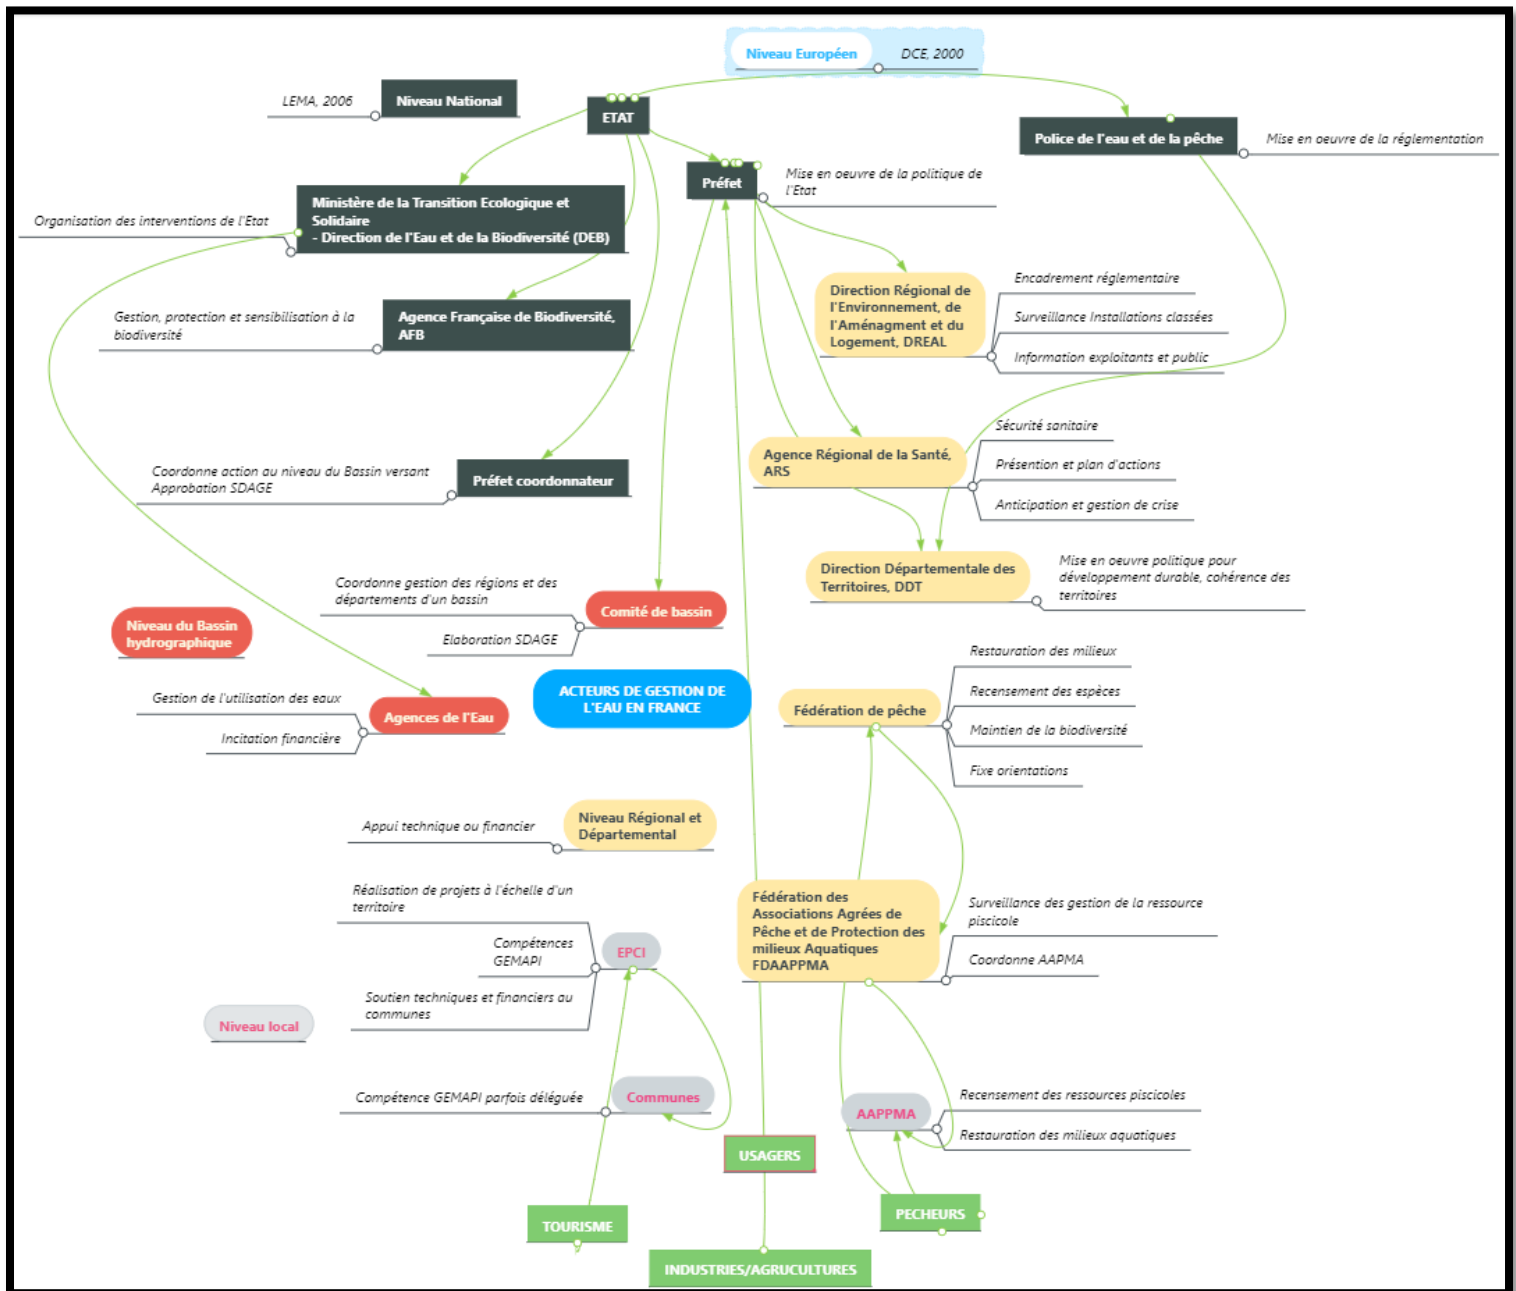 Niveau Européen
DCE, 2000
LEMA, 2006
Niveau National
ETAT
Police de l'eau et de la pêche
Mise en oeuvre de la réglementation
Préfet
Mise en oeuvre de la politique de
l'Etat
Organisation des interventions de l'Etat
Ministère de la Transition Ecologique et
Solidaire
- Direction de l'Eau et de la Biodiversité (DEB)
Direction Régional de
l'Environnement, de
l'Aménagment et du
Logement, DREAL
Encadrement réglementaire
Surveillance Installations classées
Information exploitants et public
Gestion, protection et sensibilisation à la
biodiversité
Agence Française de Biodiversité,
AFB
Agence Régional de la Santé,
ARS
Sécurité sanitaire
Présention et plan d'actions
Anticipation et gestion de crise
Coordonne action au niveau du Bassin versant
Approbation SDAGE
Préfet coordonnateur
Direction Départementale des
Territoires, DDT
Mise en oeuvre politique pour
développement durable, cohérence des
territoires
Coordonne gestion des régions et des
départements d'un bassin
Elaboration SDAGE
Comité de bassin
Niveau du Bassin
hydrographique
ACTEURS DE GESTION DE
L'EAU EN FRANCE
Gestion de l'utilisation des eaux
Incitation financière
Agences de l'Eau
Fédération de pêche
Restauration des milieux
Recensement des espèces
Maintien de la biodiversité
Fixe orientations
Appui technique ou financier
Niveau Régional et
Départemental
Réalisation de projets à l'échelle d'un
territoire
Compétences
GEMAPI
Soutien techniques et financiers au
communes
EPCI
Fédération des
Associations Agrées de
Pêche et de Protection des
milieux Aquatiques
FDAAPPMA
Surveillance des gestion de la ressource
piscicole
Coordonne AAPMA
Niveau local
Compétence GEMAPI parfois déléguée
Communes
AAPPMA
Recensement des ressources piscicoles
Restauration des milieux aquatiques
USAGERS
TOURISME
PECHEURS
INDUSTRIES/AGRUCULTURES